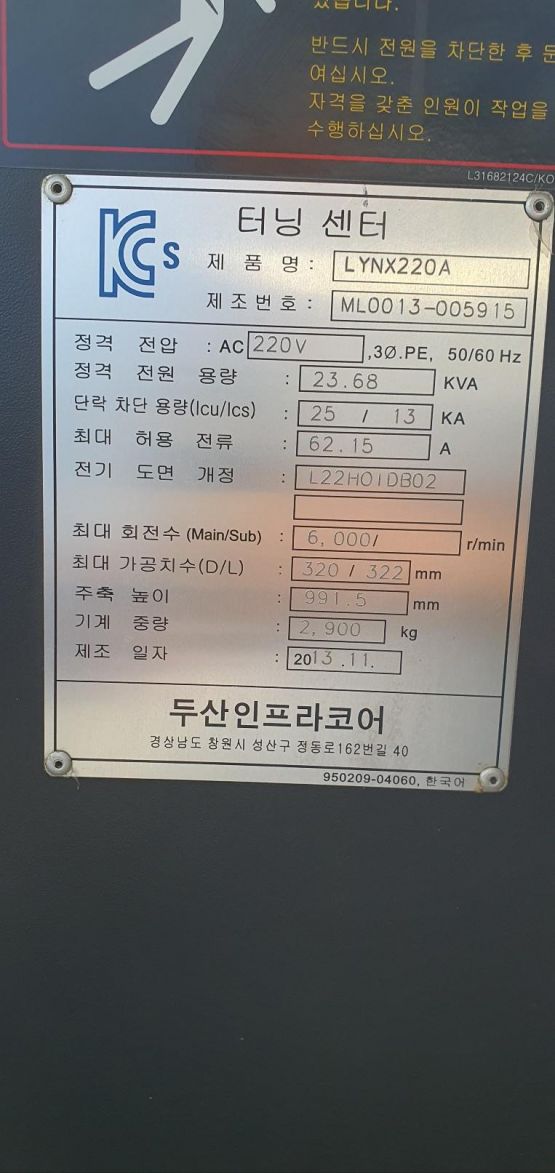 있습니다.
반드시 전원을 차단한 후 문
여십시오.
자격을 갖춘 인원이 작업을
수행하십시오.
L31682124C/KO
KCs
터닝 센터
제 품 명 : LYNX220A
제조번호 : ML0013-005915
정격 전압 : AC 220V ,3Ø.PE, 50/60 Hz
정격 전원 용량 : 23.68 KVA
단락 차단 용량(Icu/Ics) : 25 / 13 KA
최대 허용 전류 : 62.15 A
전기 도면 개정 : L22H01DB02
최대 회전수 (Main/Sub) : 6,000/ r/min
최대 가공치수(D/L) : 320 / 322 mm
주축 높이 : 991.5 mm
기계 중량 : 2,900 kg
제조 일자 : 2013.11.
두산인프라코어
경상남도 창원시 성산구 정동로162번길 40
950209-04060, 한국어